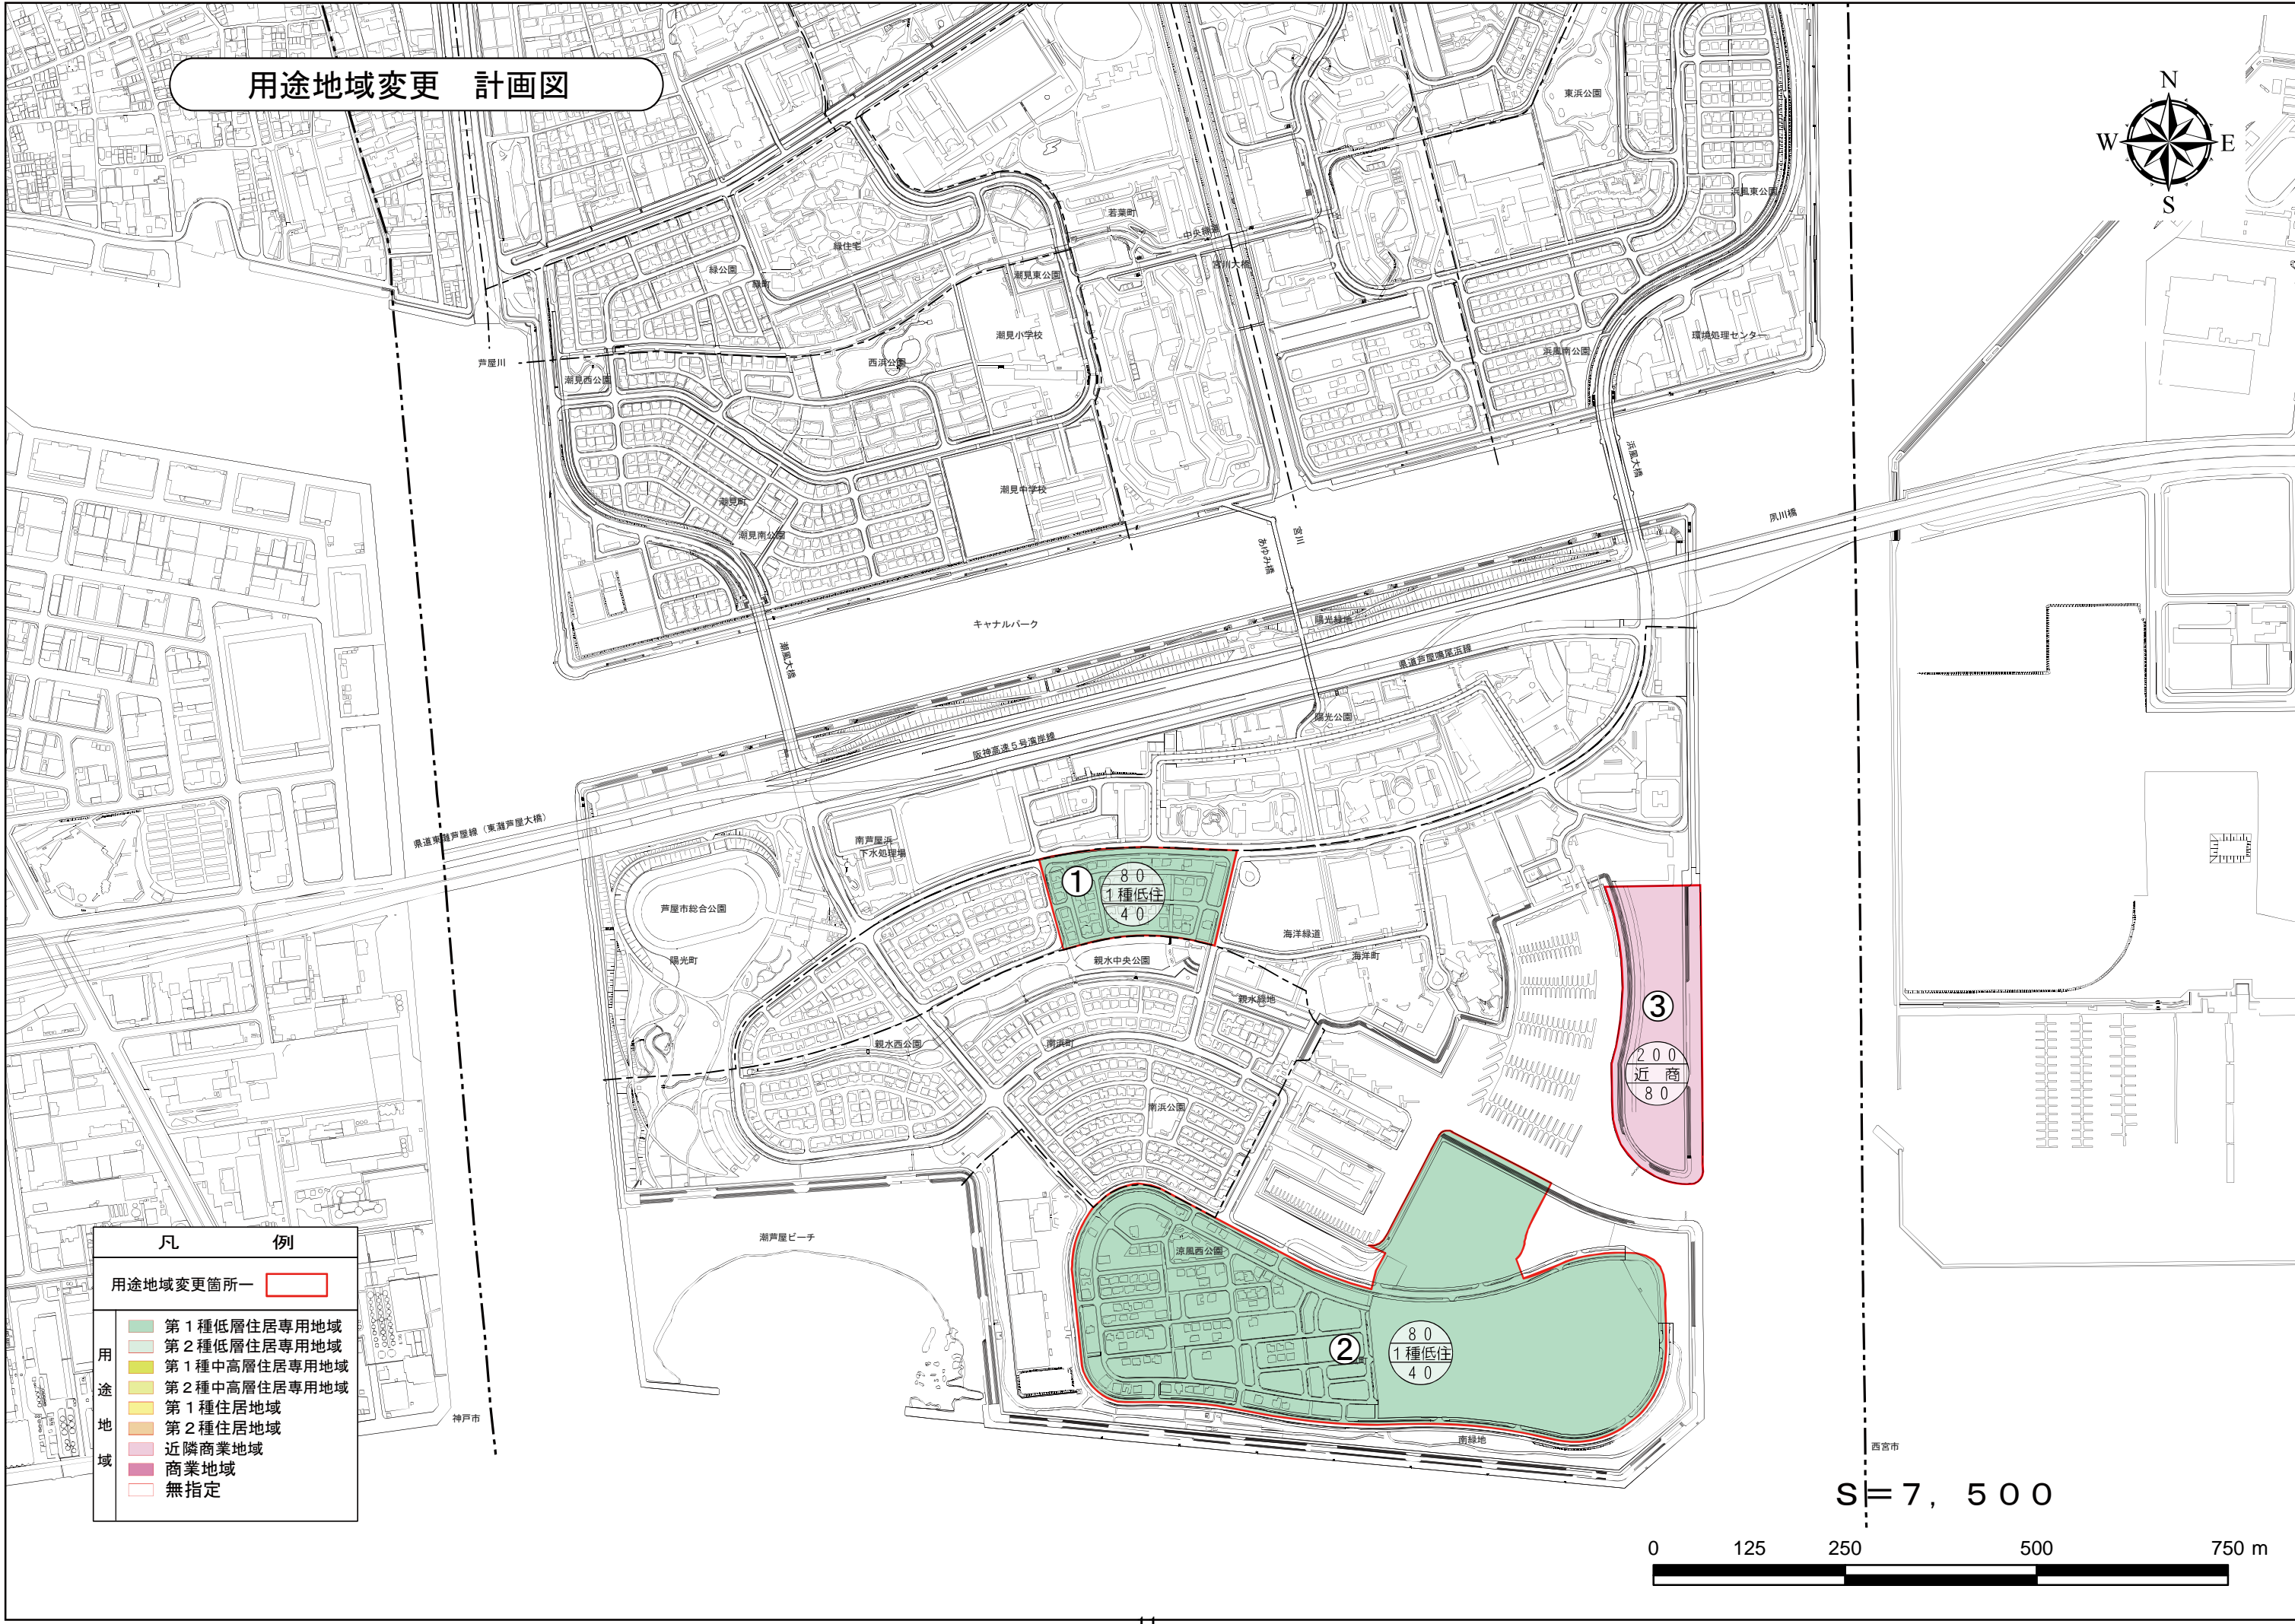 用途地域変更　計画図
N
W E
S
東浜公園
浜風東公園
若葉町
中央緑道
宮川大橋
緑住宅
緑公園
緑町
潮見東公園
潮見小学校
環境処理センター
浜風南公園
芦屋川
西浜公園
潮見西公園
浜風大橋
潮見町
潮見中学校
潮見南公園
夙川橋
宮川
あゆみ橋
キャナルパーク
陽光緑地
潮風大橋
県道芦屋鳴尾浜線
陽光公園
阪神高速5号湾岸線
県道東灘芦屋線（東灘芦屋大橋）
南芦屋浜
下水処理場
①
80
1種低住
40
芦屋市総合公園
海洋緑道
海洋町
親水中央公園
陽光町
親水緑地
③
200
近 商
80
親水西公園
南浜町
南浜公園
潮芦屋ビーチ
涼風西公園
②
町
80
1種低住
40
南緑地
神戸市
西宮市
凡　例
用途地域変更箇所ー
用途地域
第1種低層住居専用地域
第2種低層住居専用地域
第1種中高層住居専用地域
第2種中高層住居専用地域
第1種住居地域
第2種住居地域
近隣商業地域
商業地域
無指定
S＝7，500
0 125 250 500 750 m